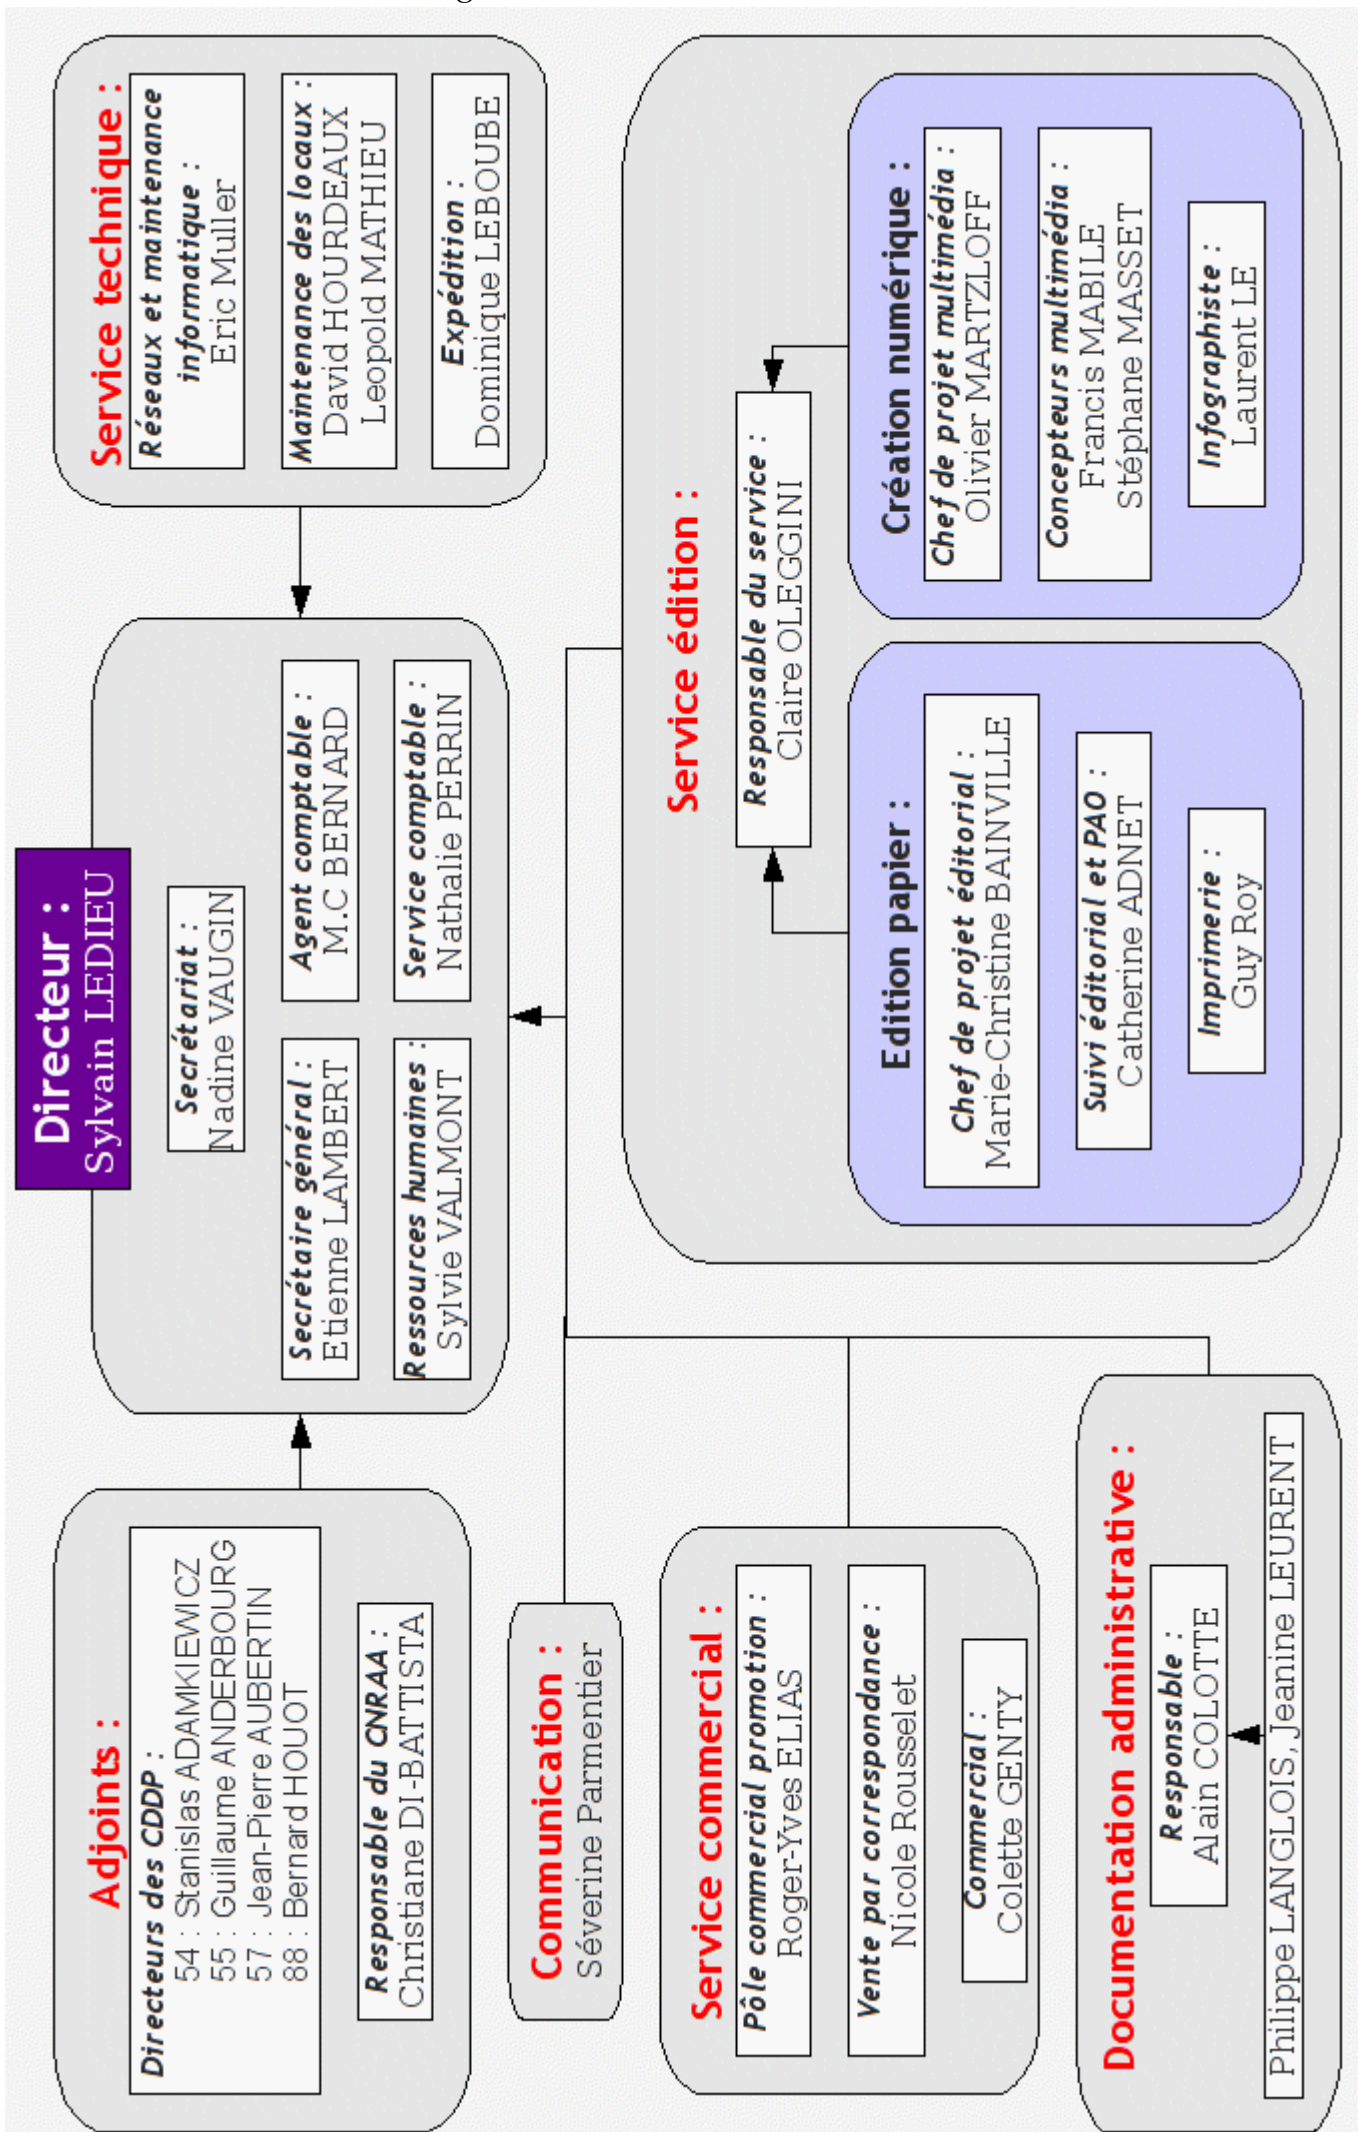 Directeur :
Sylvain LEDIEU
Secrétariat :
Nadine VAUGIN
Secrétaire général :
Etienne LAMBERT
Agent comptable :
M.C BERNARD
Ressources humaines :
Sylvie VALMONT
Service comptable :
Nathalie PERRIN
Adjoints :
Directeurs des CDDP :
54 : Stanislas ADAMKIEWICZ
55 : Guillaume ANDERBOURG
57 : Jean-Pierre AUBERTIN
88 : Bernard HOUOT
Responsable du CNRAA :
Christiane DI-BATTISTA
Service technique :
Réseaux et maintenance
informatique :
Eric Muller
Maintenance des locaux :
David HOURDEAUX
Leopold MATHIEU
Expédition :
Dominique LEBOUBE
Communication :
Séverine Parmentier
Service commercial :
Pôle commercial promotion :
Roger-Yves ELIAS
Vente par correspondance :
Nicole Rousselet
Commercial :
Colette GENTY
Documentation administrative :
Responsable :
Alain COLOTTE
Philippe LANGLOIS, Jeanine LEURENT
Service édition :
Responsable du service :
Claire OLEGGINI
Edition papier :
Chef de projet éditorial :
Marie-Christine BAINVILLE
Suivi éditorial et PAO :
Catherine ADNET
Imprimerie :
Guy Roy
Création numérique :
Chef de projet multimédia :
Olivier MARTZLOFF
Concepteurs multimédia :
Francis MABILE
Stéphane MASSET
Infographiste :
Laurent LE